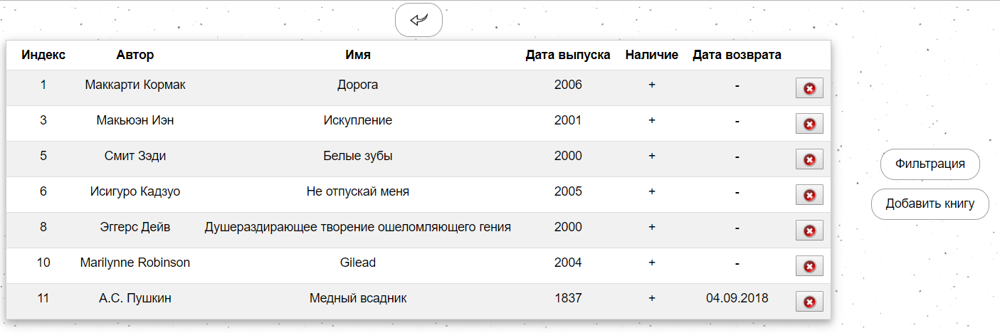 Индекс Автор Имя Дата выпуска Наличие Дата возврата
1 Маккарти Кормак Дорога 2006 + -
3 Макьюэн Иэн Искупление 2001 + -
5 Смит Зэди Белые зубы 2000 + -
6 Исигуро Кадзуо Не отпускай меня 2005 + -
8 Эггерс Дейв Душераздирающее творение ошеломляющего гения 2000 + -
10 Marilynne Robinson Gilead 2004 + -
11 А.С. Пушкин Медный всадник 1837 + 04.09.2018
Фильтрация
Добавить книгу